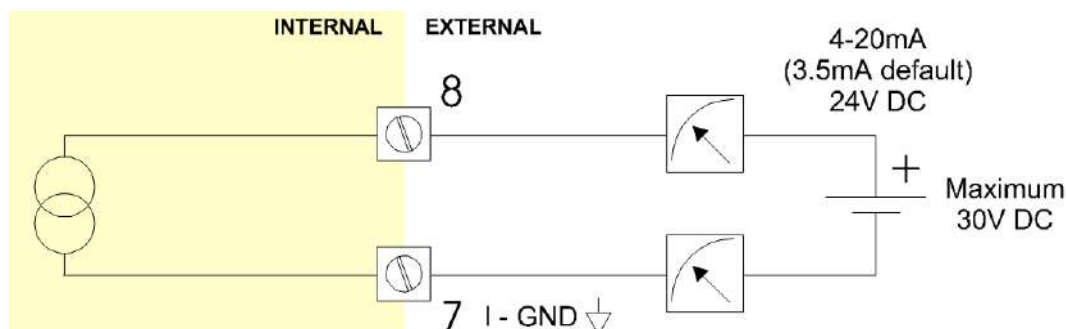 INTERNAL EXTERNAL
4-20mA
(3.5mA default)
24V DC
8
+
Maximum
30V DC
7 I - GND